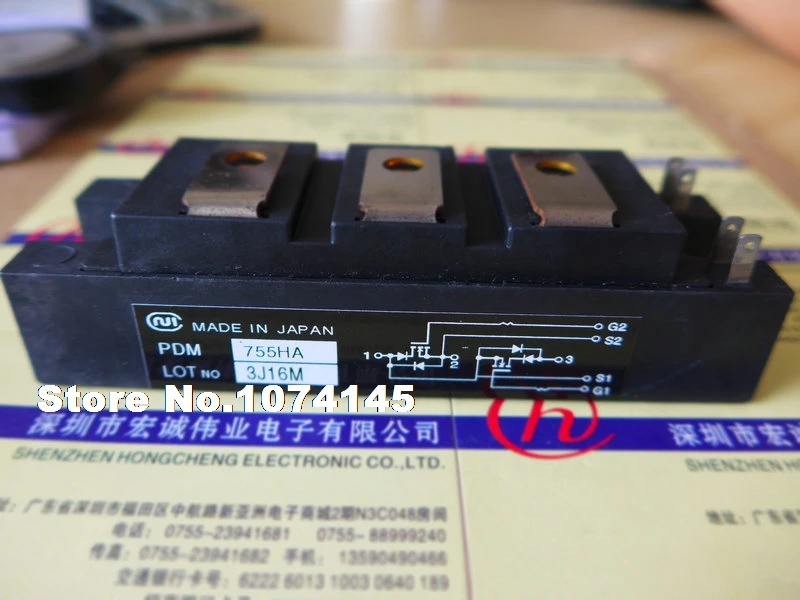 NI MADE IN JAPAN
PDM 755HA
LOT NO 3J16M
1 2 3 G2
S2
S1
G1
Store No.1074145
深圳市宏诚伟业电子有限公司
SHENZHEN HONGCHENG ELECTRONIC CO.,LTD.
h
深圳市宏诚
SHENZHEN HONGCHENG
地址: 广东省深圳市福田区中航路新亚洲电子商城2期N3C048房间
电话: 0755-23941681 0755-88999240
传真: 0755-23941682 手机: 13590490466
交通银行卡号: 6222 6013 1003 0640 189
地址: 广东省